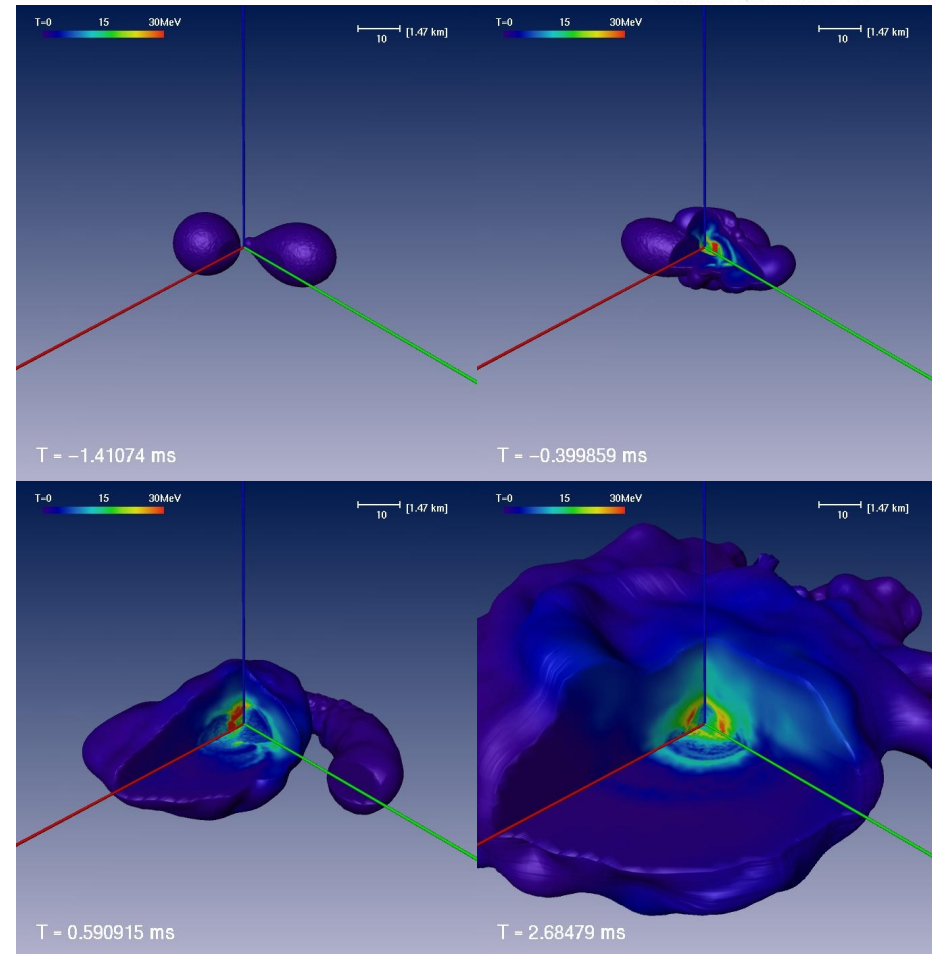 T=0 15 30MeV
10 [1.47 km]
T = −1.41074 ms
T=0 15 30MeV
10 [1.47 km]
T = −0.399859 ms
T=0 15 30MeV
10 [1.47 km]
T = 0.590915 ms
T=0 15 30MeV
10 [1.47 km]
T = 2.68479 ms